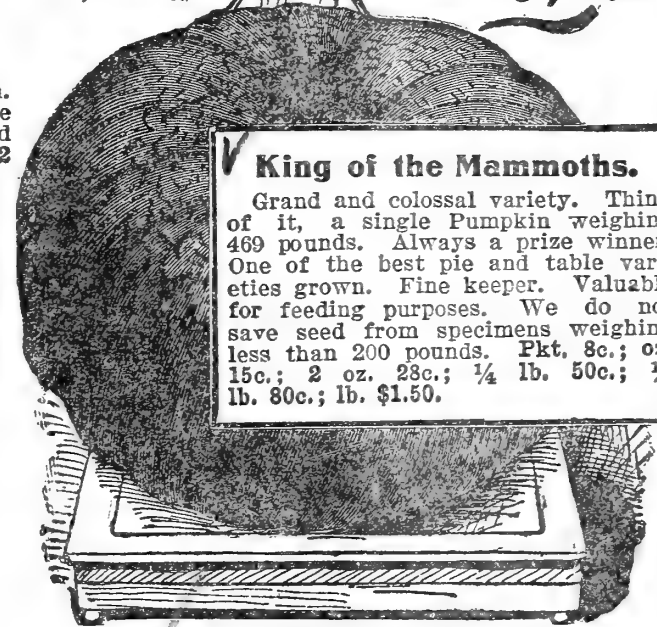 n.
e
d
2
King of the Mammoths.
Grand and colossal variety. Thin
of it, a single Pumpkin weighin
469 pounds. Always a prize winne
One of the best pie and table var
eties grown. Fine keeper. Valuabl
for feeding purposes. We do no
save seed from specimens weighin
less than 200 pounds. Pkt. 8c.; o
15c.; 2 oz. 28c.; ¼ lb. 50c.;
lb. 80c.; lb. $1.50.